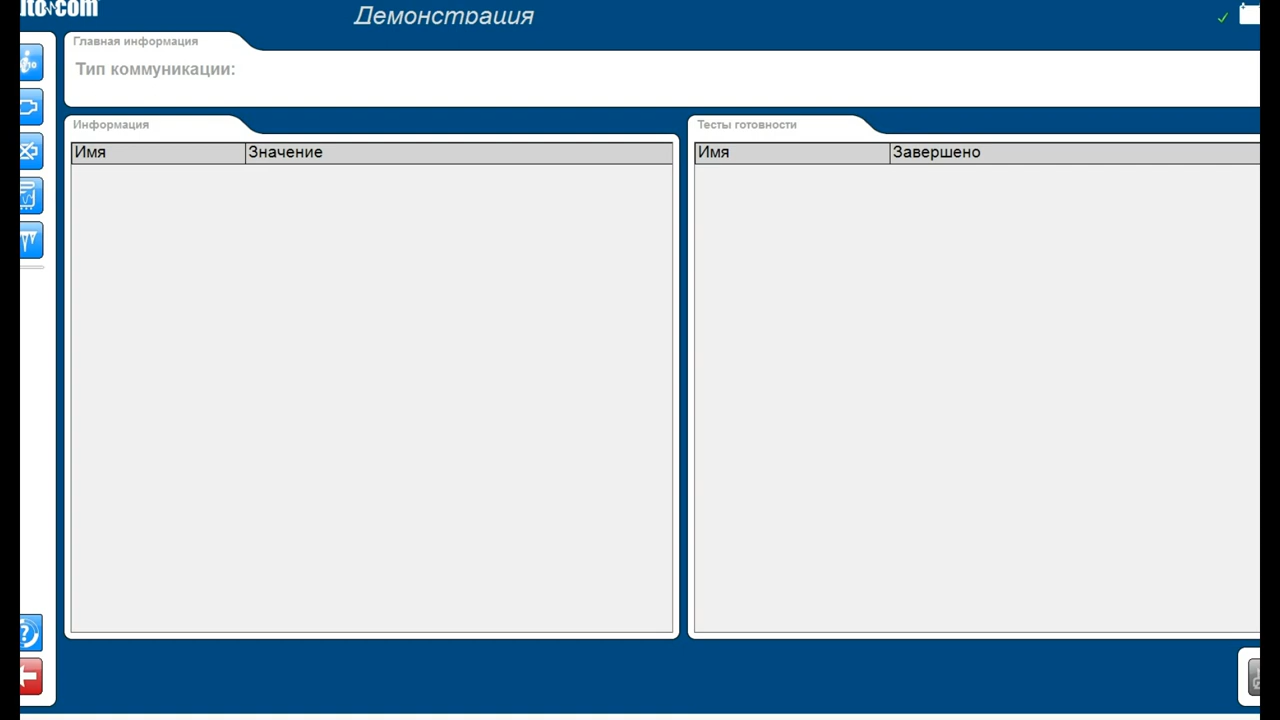 Демонстрация
Главная информация
Тип коммуникации:
Информация
Имя
Значение
Тесты готовности
Имя
Завершено